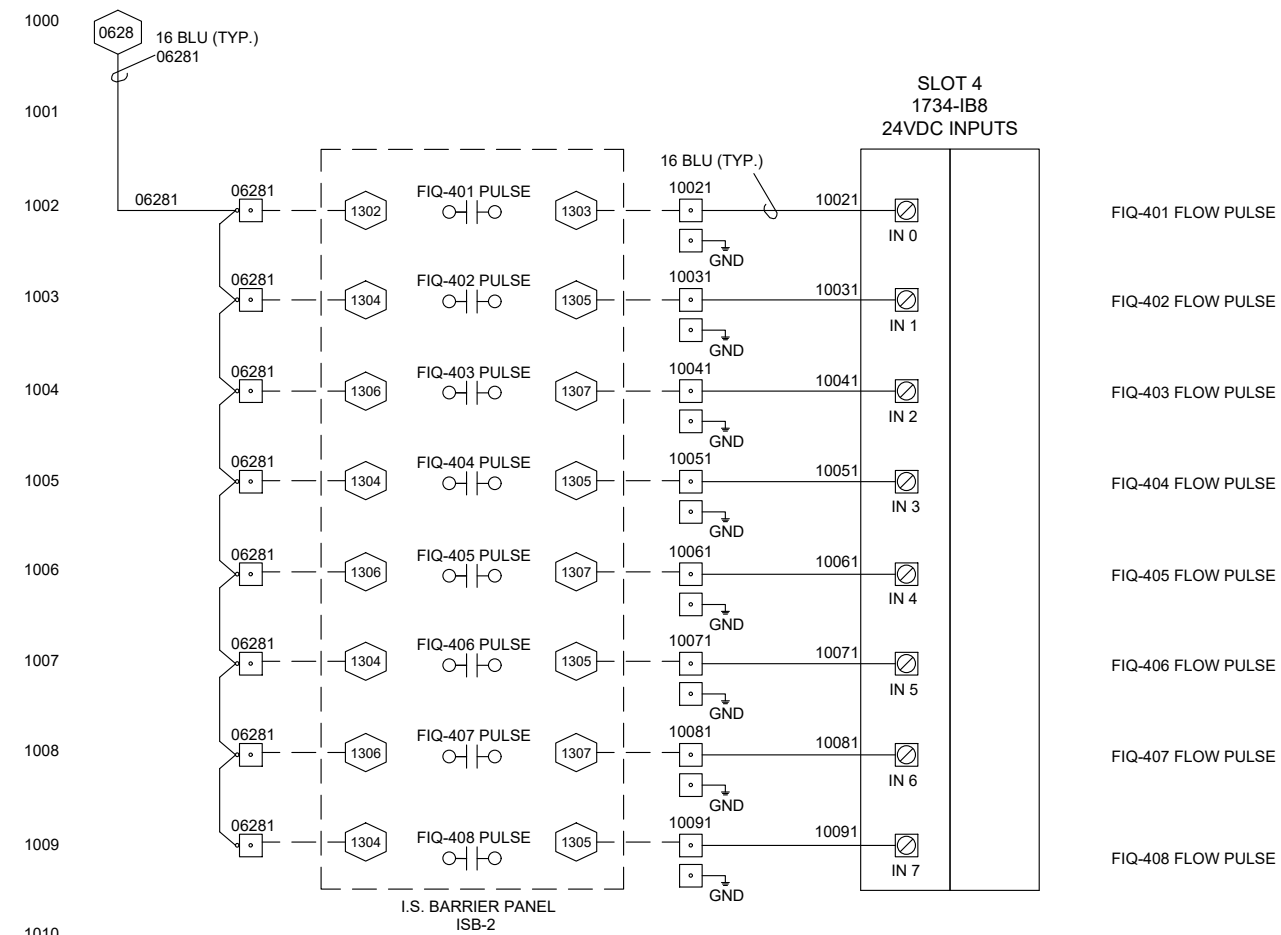 1000
0628
16 BLU (TYP.)
06281
SLOT 4
1734-IB8
24VDC INPUTS
1001
16 BLU (TYP.)
1002
06281
06281
1302
FIQ-401 PULSE
1303
10021
10021
IN 0
GND
FIQ-401 FLOW PULSE
1003
06281
1304
FIQ-402 PULSE
1305
10031
10031
IN 1
GND
FIQ-402 FLOW PULSE
1004
06281
1306
FIQ-403 PULSE
1307
10041
10041
IN 2
GND
FIQ-403 FLOW PULSE
1005
06281
1304
FIQ-404 PULSE
1305
10051
10051
IN 3
GND
FIQ-404 FLOW PULSE
1006
06281
1306
FIQ-405 PULSE
1307
10061
10061
IN 4
GND
FIQ-405 FLOW PULSE
1007
06281
1304
FIQ-406 PULSE
1305
10071
10071
IN 5
GND
FIQ-406 FLOW PULSE
1008
06281
1306
FIQ-407 PULSE
1307
10081
10081
IN 6
GND
FIQ-407 FLOW PULSE
1009
06281
1304
FIQ-408 PULSE
1305
10091
10091
IN 7
GND
FIQ-408 FLOW PULSE
I.S. BARRIER PANEL
ISB-2
1010